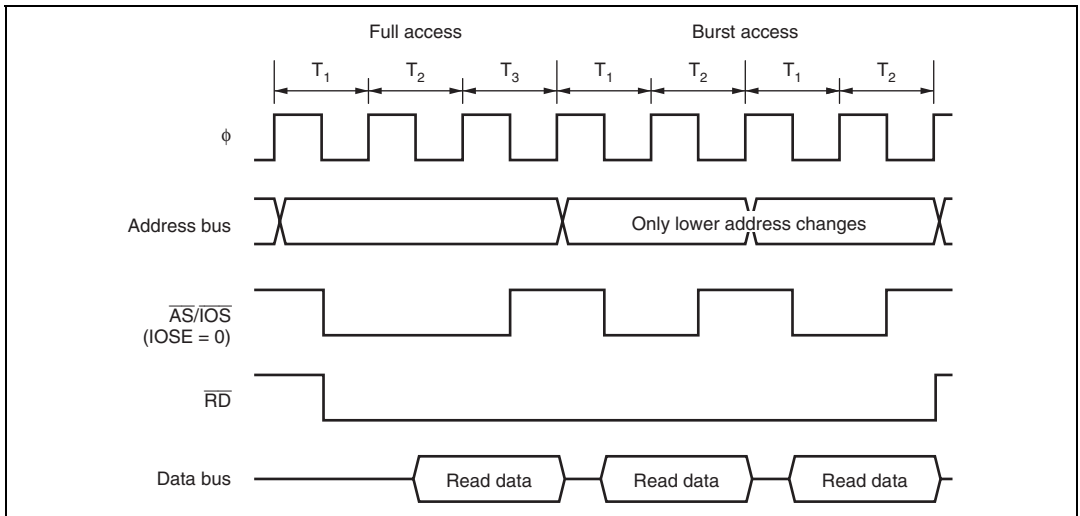 Full access Burst access
T1 T2 T3 T1 T2 T1 T2
ϕ
Address bus Only lower address changes
AS/IOS
(IOSE = 0)
RD
Data bus Read data Read data Read data